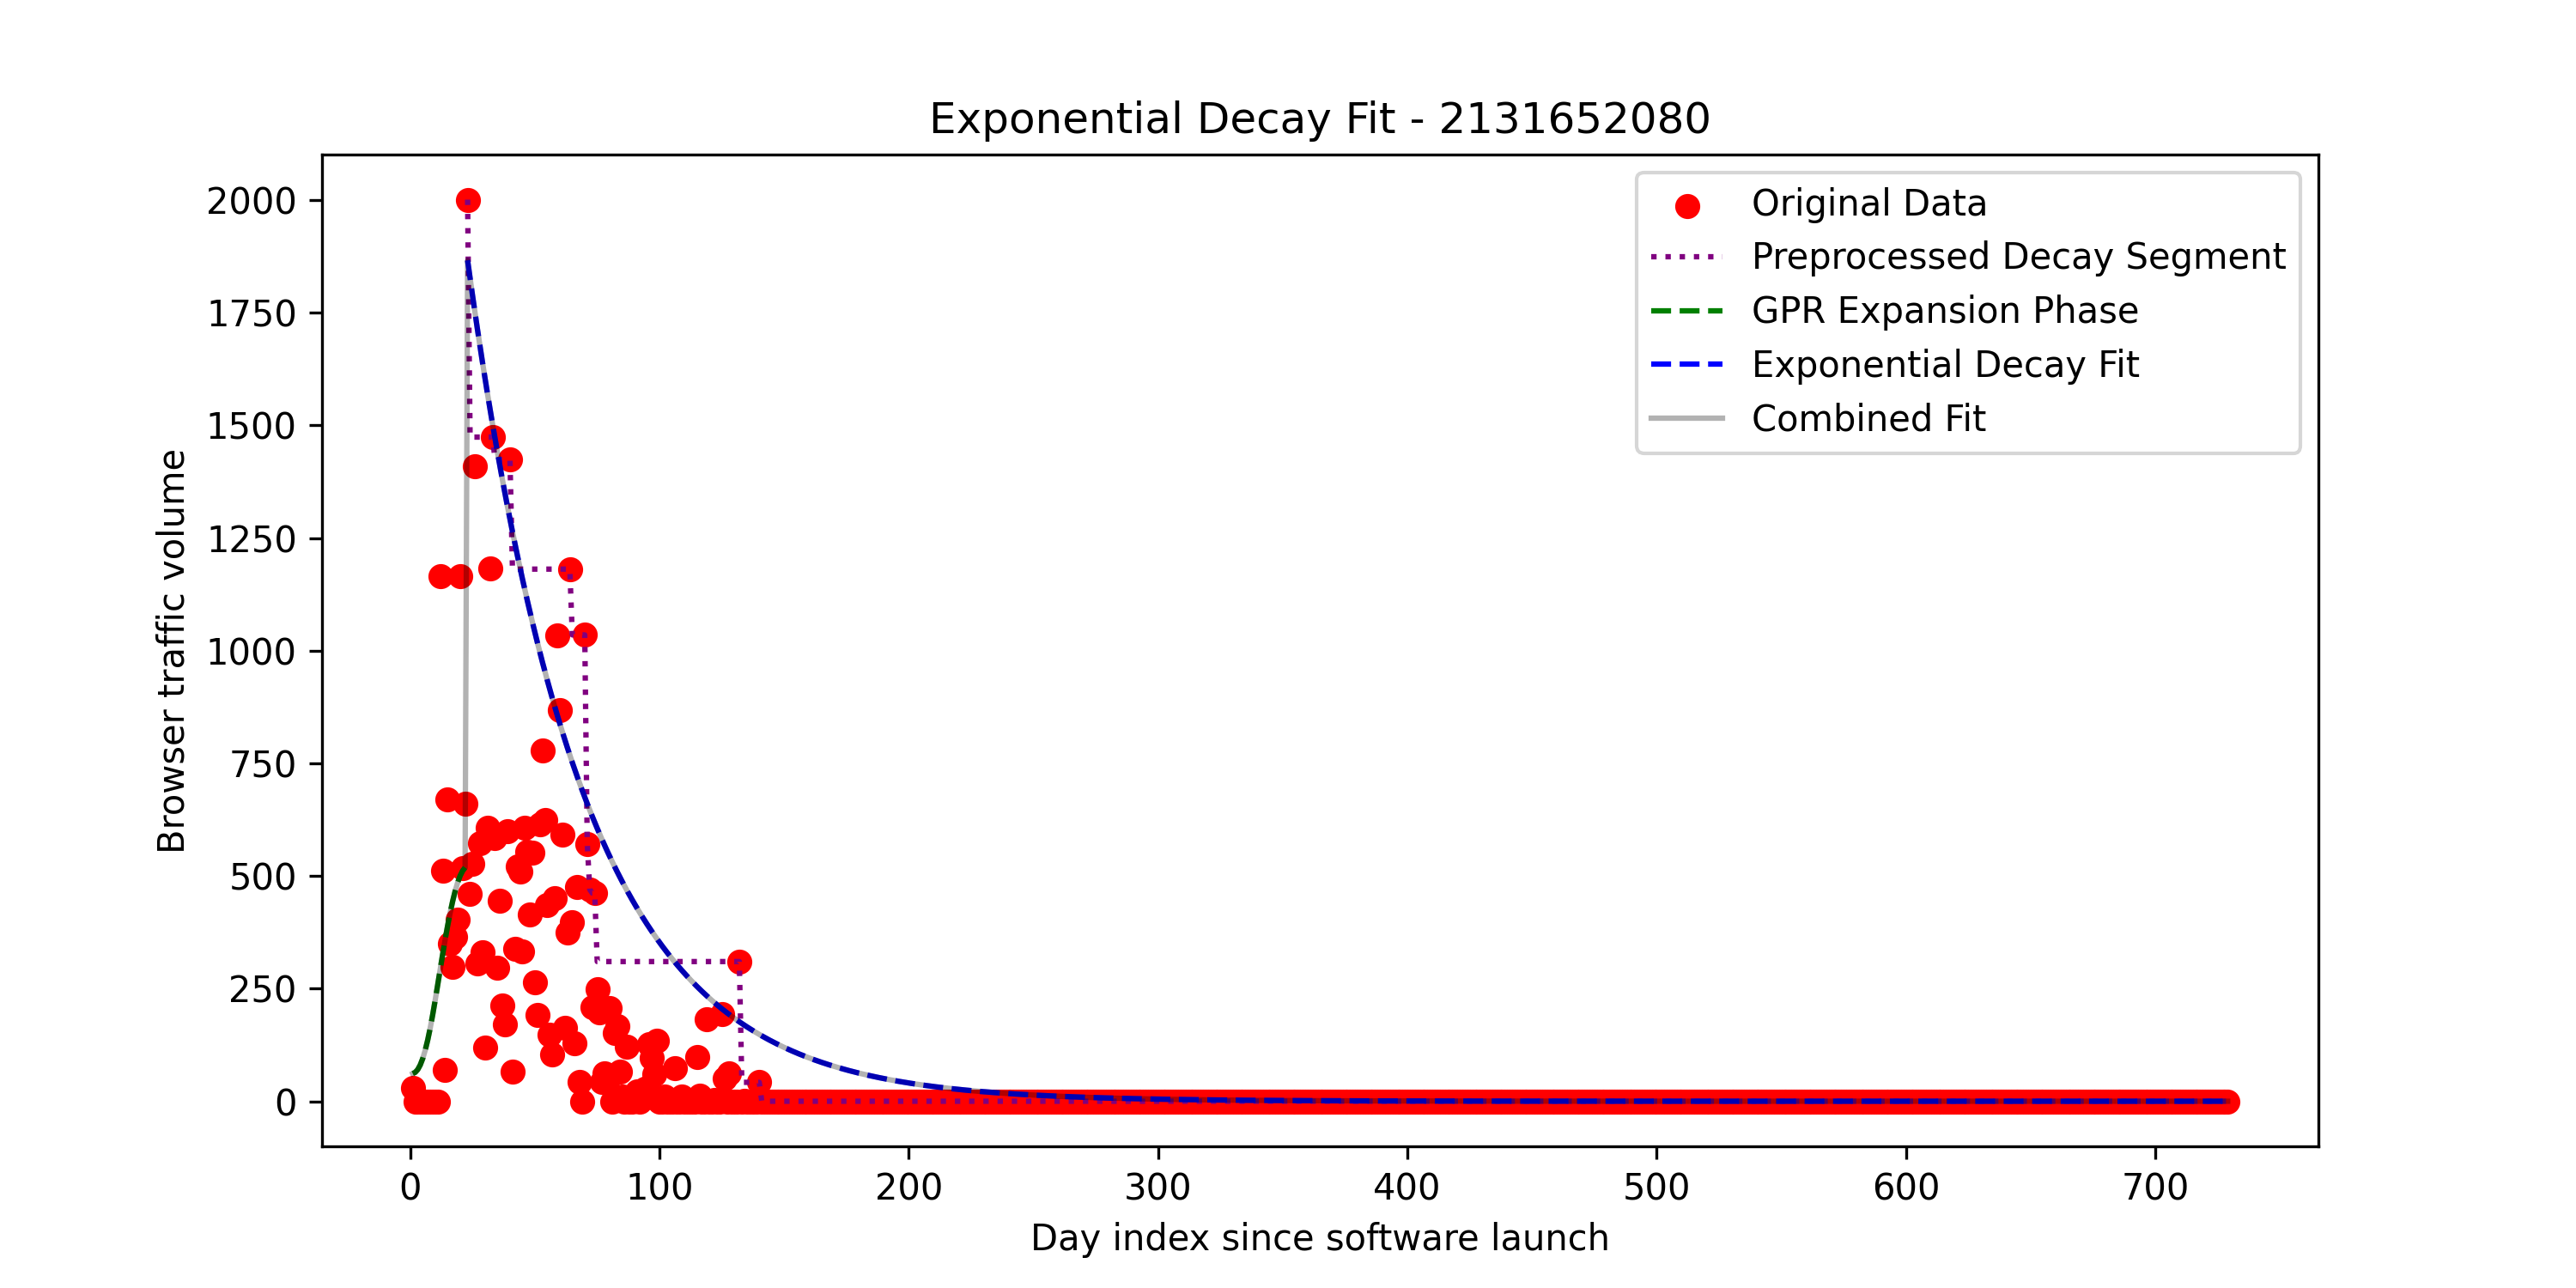 Exponential Decay Fit - 2131652080
Original Data
Preprocessed Decay Segment
GPR Expansion Phase
Exponential Decay Fit
Combined Fit
Browser traffic volume
2000
1750
1500
1250
1000
750
500
250
0
0 100 200 300 400 500 600 700
Day index since software launch